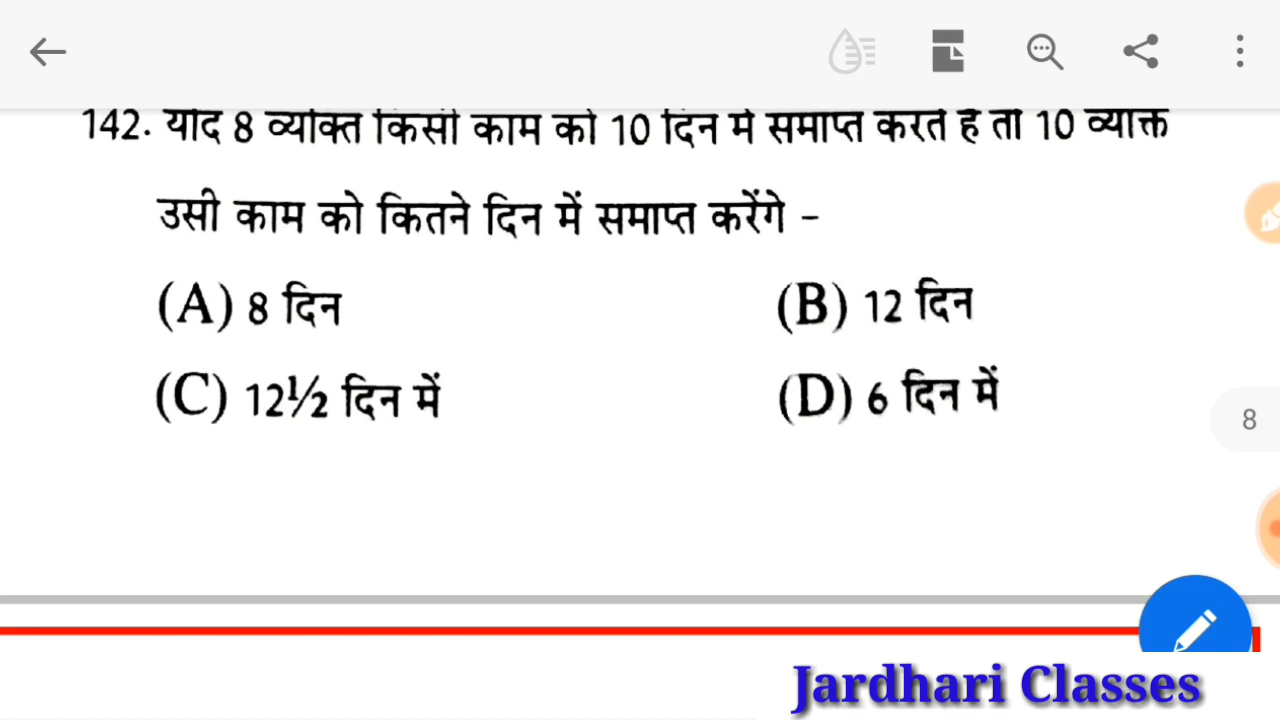 142. यदि 8 व्यक्ति किसी काम को 10 दिन में समाप्त करते हैं तो 10 व्यक्ति
उसी काम को कितने दिन में समाप्त करेंगे -
(A) 8 दिन
(B) 12 दिन
(C) 12½ दिन में
(D) 6 दिन में
8
Jardhari Classes